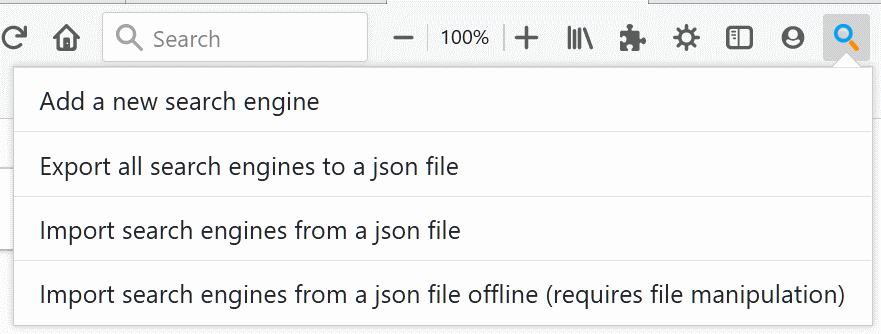 Search
100%
Add a new search engine
Export all search engines to a json file
Import search engines from a json file
Import search engines from a json file offline (requires file manipulation)